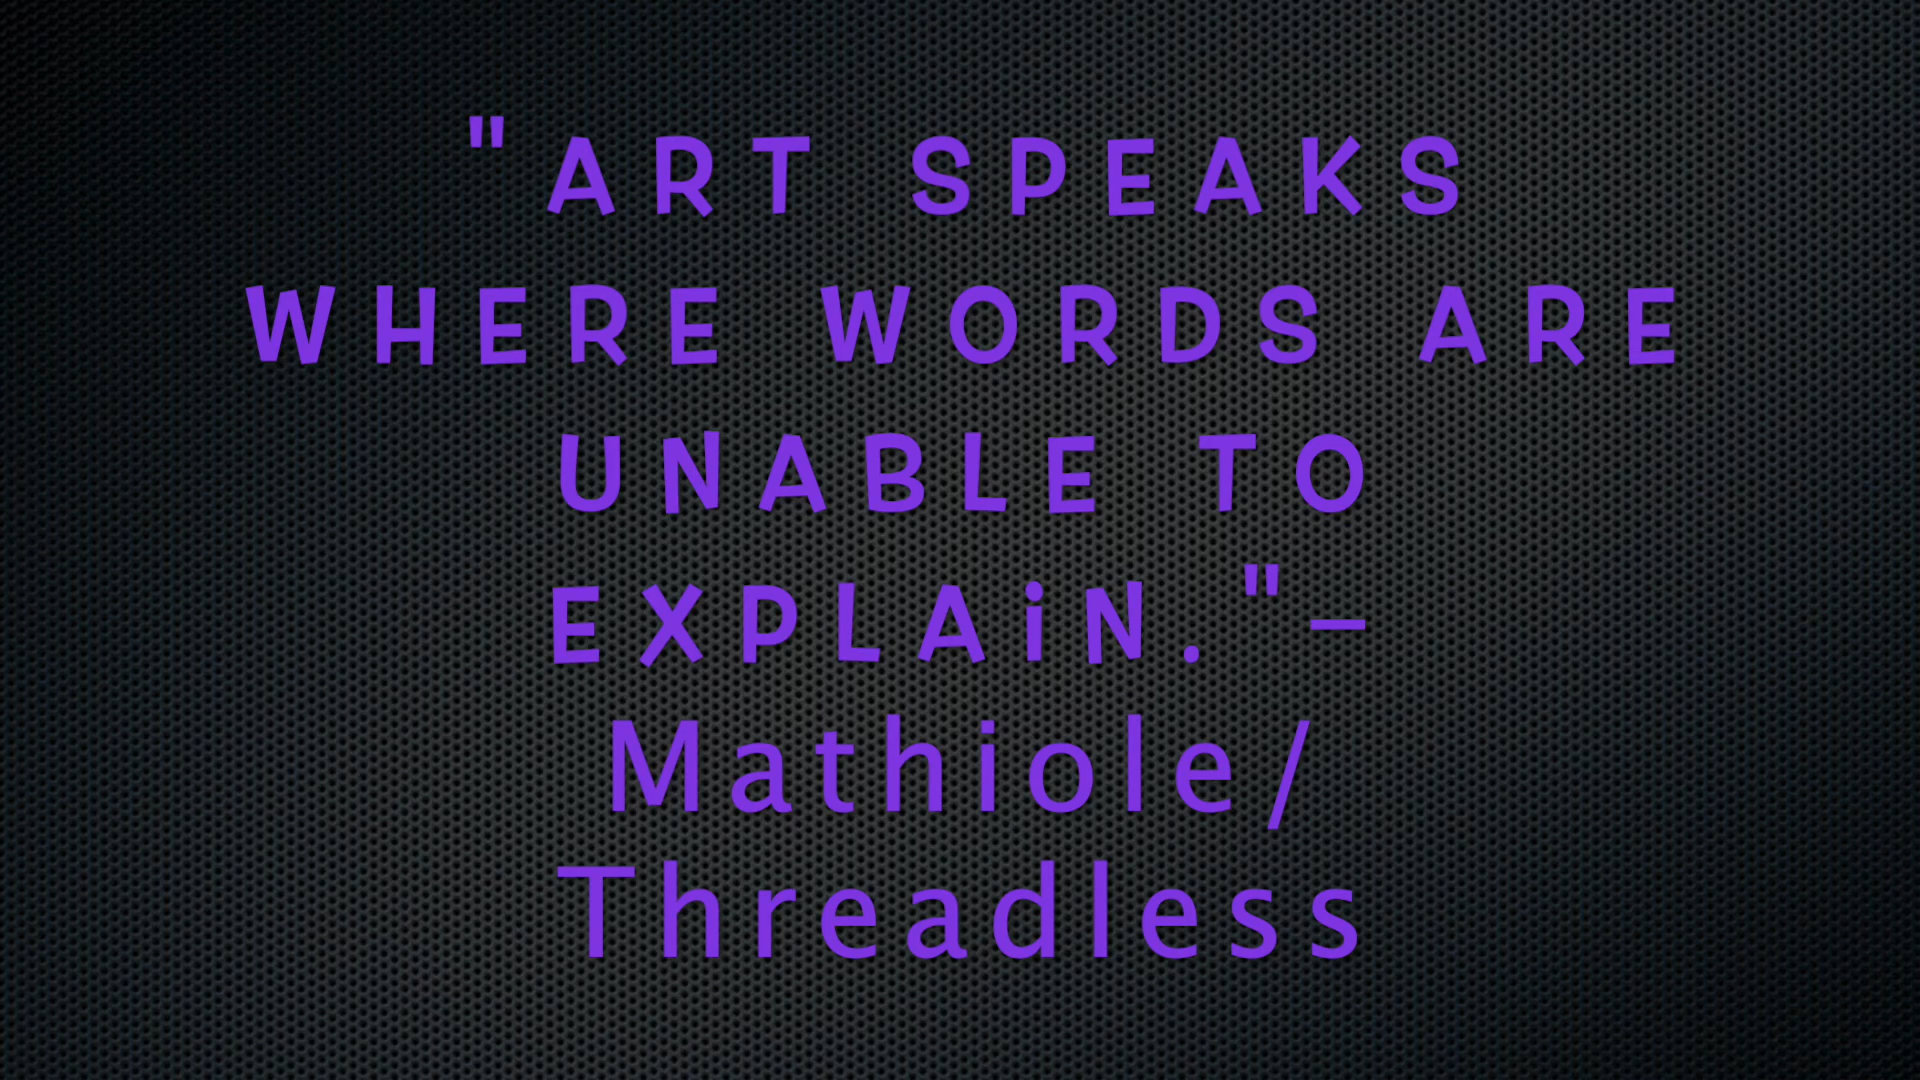 "ART SPEAKS
WHERE WORDS ARE
UNABLE TO
EXPLAiN."–
Mathiole/
Threadless